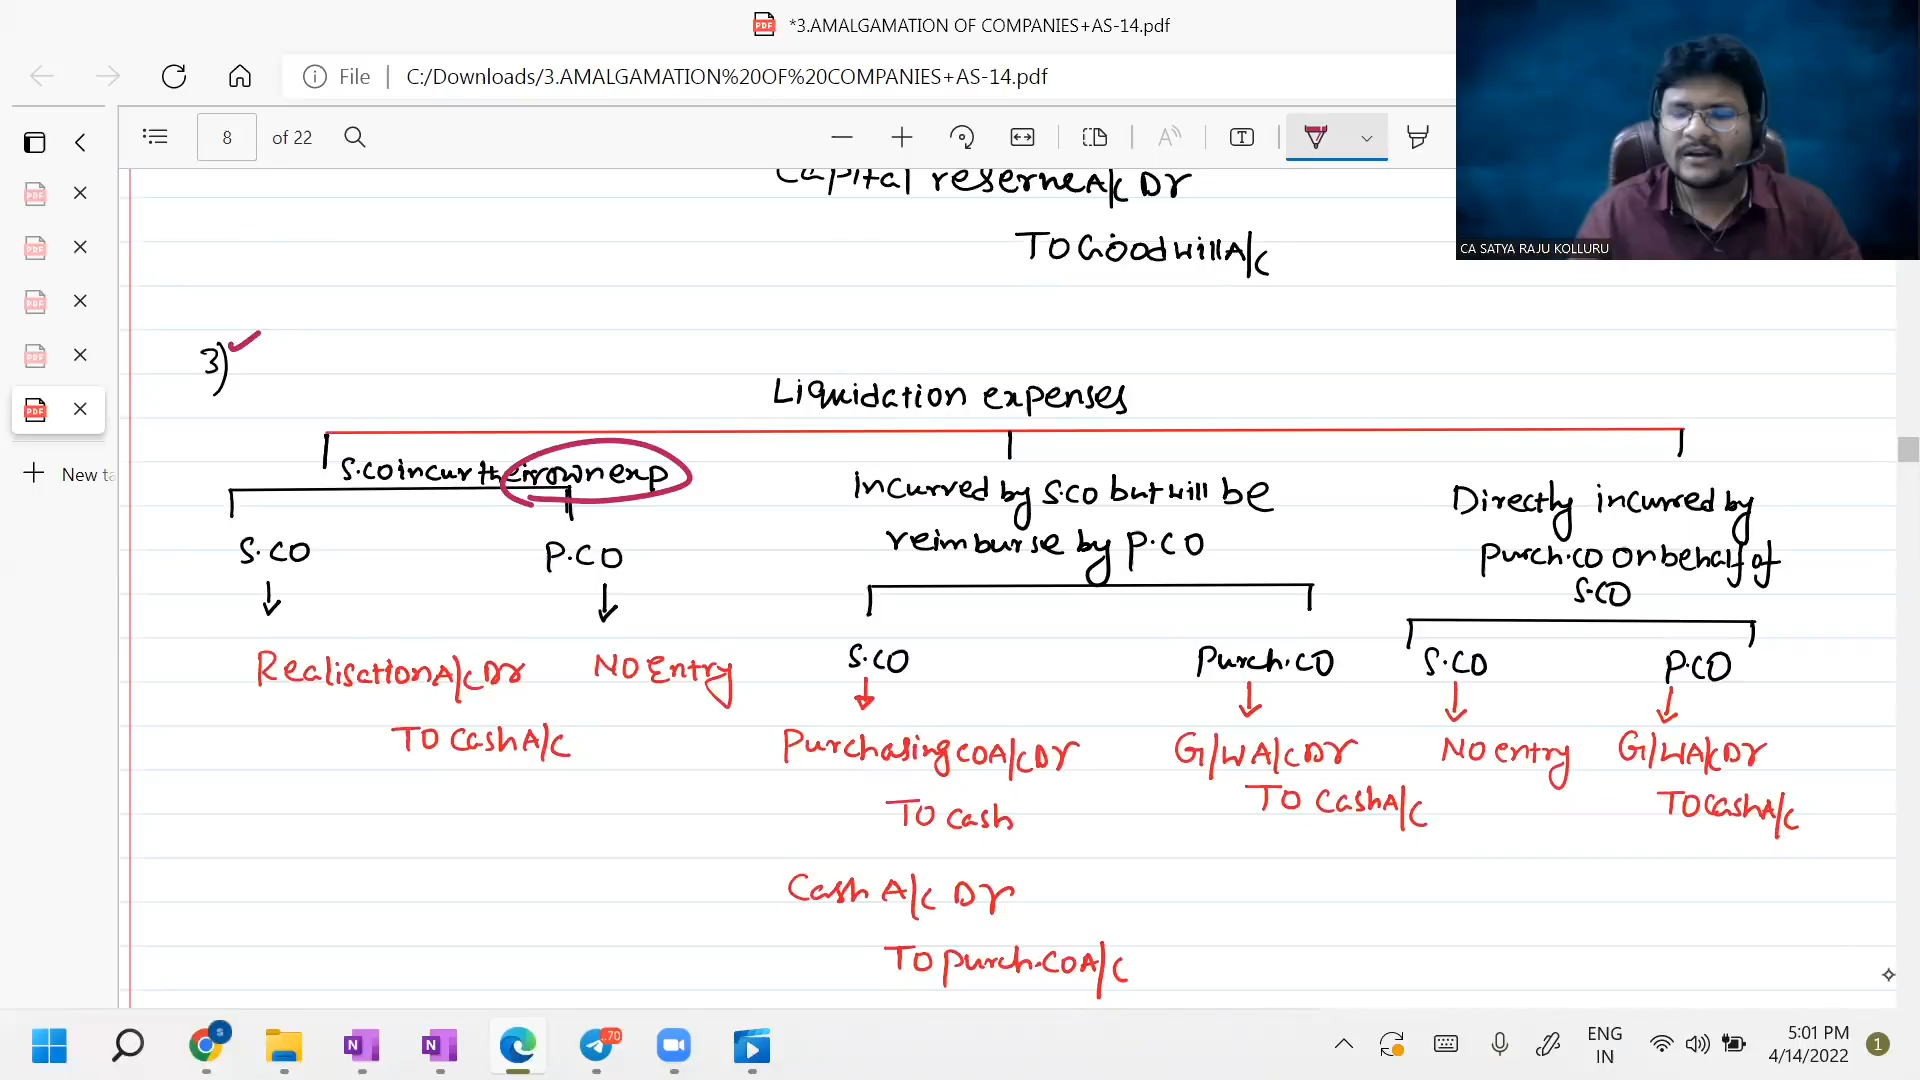 *3.AMALGAMATION OF COMPANIES+AS-14.pdf
File | C:/Downloads/3.AMALGAMATION%20OF%20COMPANIES+AS-14.pdf
8 of 22
CA SATYA RAJU KOLLURU
New ta
Capital reserve A/c Dr
TO Goodwill A/c
3)
Liquidation expenses
S.co incur their own exp
S.CO
P.CO
Realisation A/c Dr
TO Cash A/c
NO Entry
Incurred by S.CO but will be
reimburse by P.CO
S.CO
Purch.CO
Purchasing CO A/c Dr
TO Cash
Cash A/c Dr
TO purch.CO A/c
G/W A/c Dr
TO Cash A/c
Directly incurred by
purch.co on behalf of
S.CO
S.CO
P.CO
NO entry
G/W A/c Dr
TO Cash A/c
70
ENG
IN
5:01 PM
4/14/2022
1